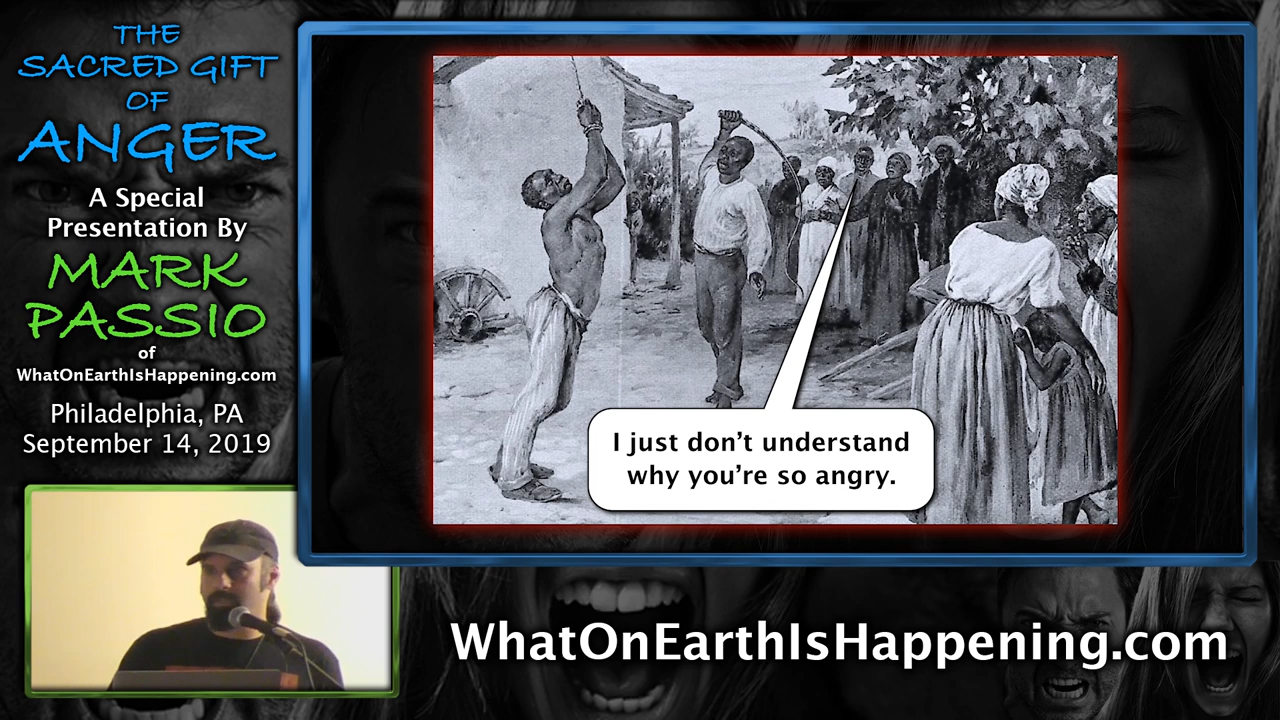 THE
SACRED GIFT
OF
ANGER
A Special
Presentation By
MARK
PASSIO
of
WhatOnEarthIsHappening.com
Philadelphia, PA
September 14, 2019
I just don't understand
why you're so angry.
WhatOnEarthIsHappening.com